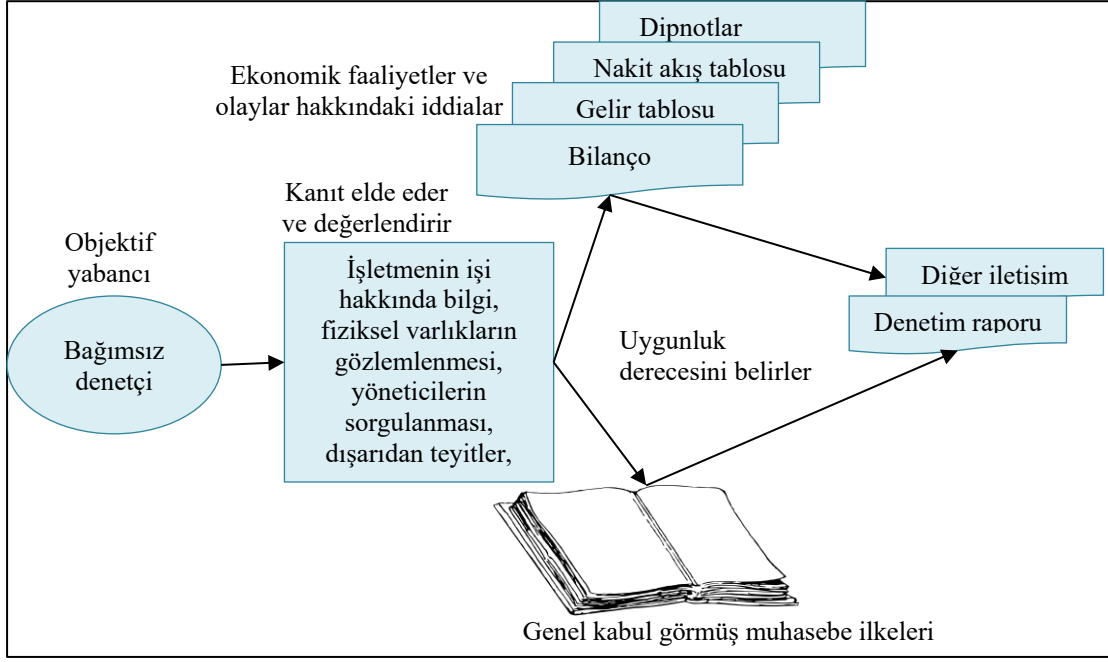 Dipnotlar
Nakit akış tablosu
Gelir tablosu
Bilanço
Ekonomik faaliyetler ve
olaylar hakkındaki iddialar
Kanıt elde eder
ve değerlendirir
Objektif
yabancı
Bağımsız
denetçi
İşletmenin işi
hakkında bilgi,
fiziksel varlıkların
gözlemlenmesi,
yöneticilerin
sorgulanması,
dışarıdan teyitler,
Uygunluk
derecesini belirler
Diğer iletisim
Denetim raporu
Genel kabul görmüş muhasebe ilkeleri